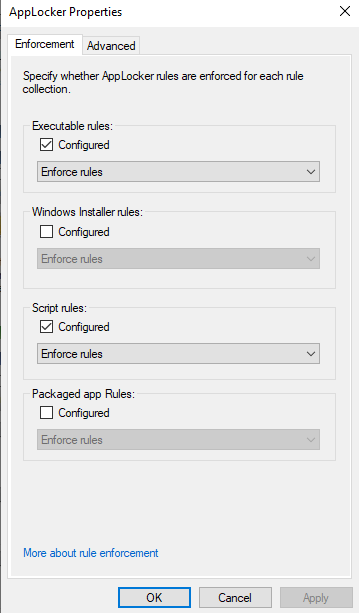 AppLocker Properties
Enforcement
Advanced
Specify whether AppLocker rules are enforced for each rule
collection.
Executable rules:
Configured
Enforce rules
Windows Installer rules:
Configured
Enforce rules
Script rules:
Configured
Enforce rules
Packaged app Rules:
Configured
Enforce rules
More about rule enforcement
OK
Cancel
Apply